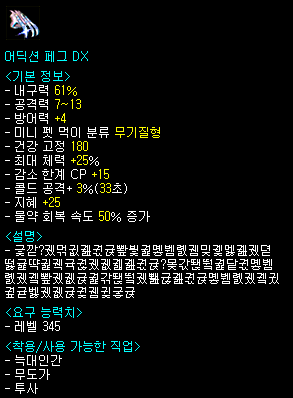 어딕션 페그 DX
<기본 정보>
- 내구력 61%
- 공격력 7~13
- 방어력 +4
- 미니 펫 먹이 분류 무기질형
- 건강 고정 180
- 최대 체력 +25%
- 감소 한계 CP +15
- 콜드 공격+ 3%(33초)
- 지혜 +25
- 물약 회복 속도 50% 증가
<설명>
<요구 능력치>
- 레벨 345
<착용/사용 가능한 직업>
- 늑대인간
- 무도가
- 투사